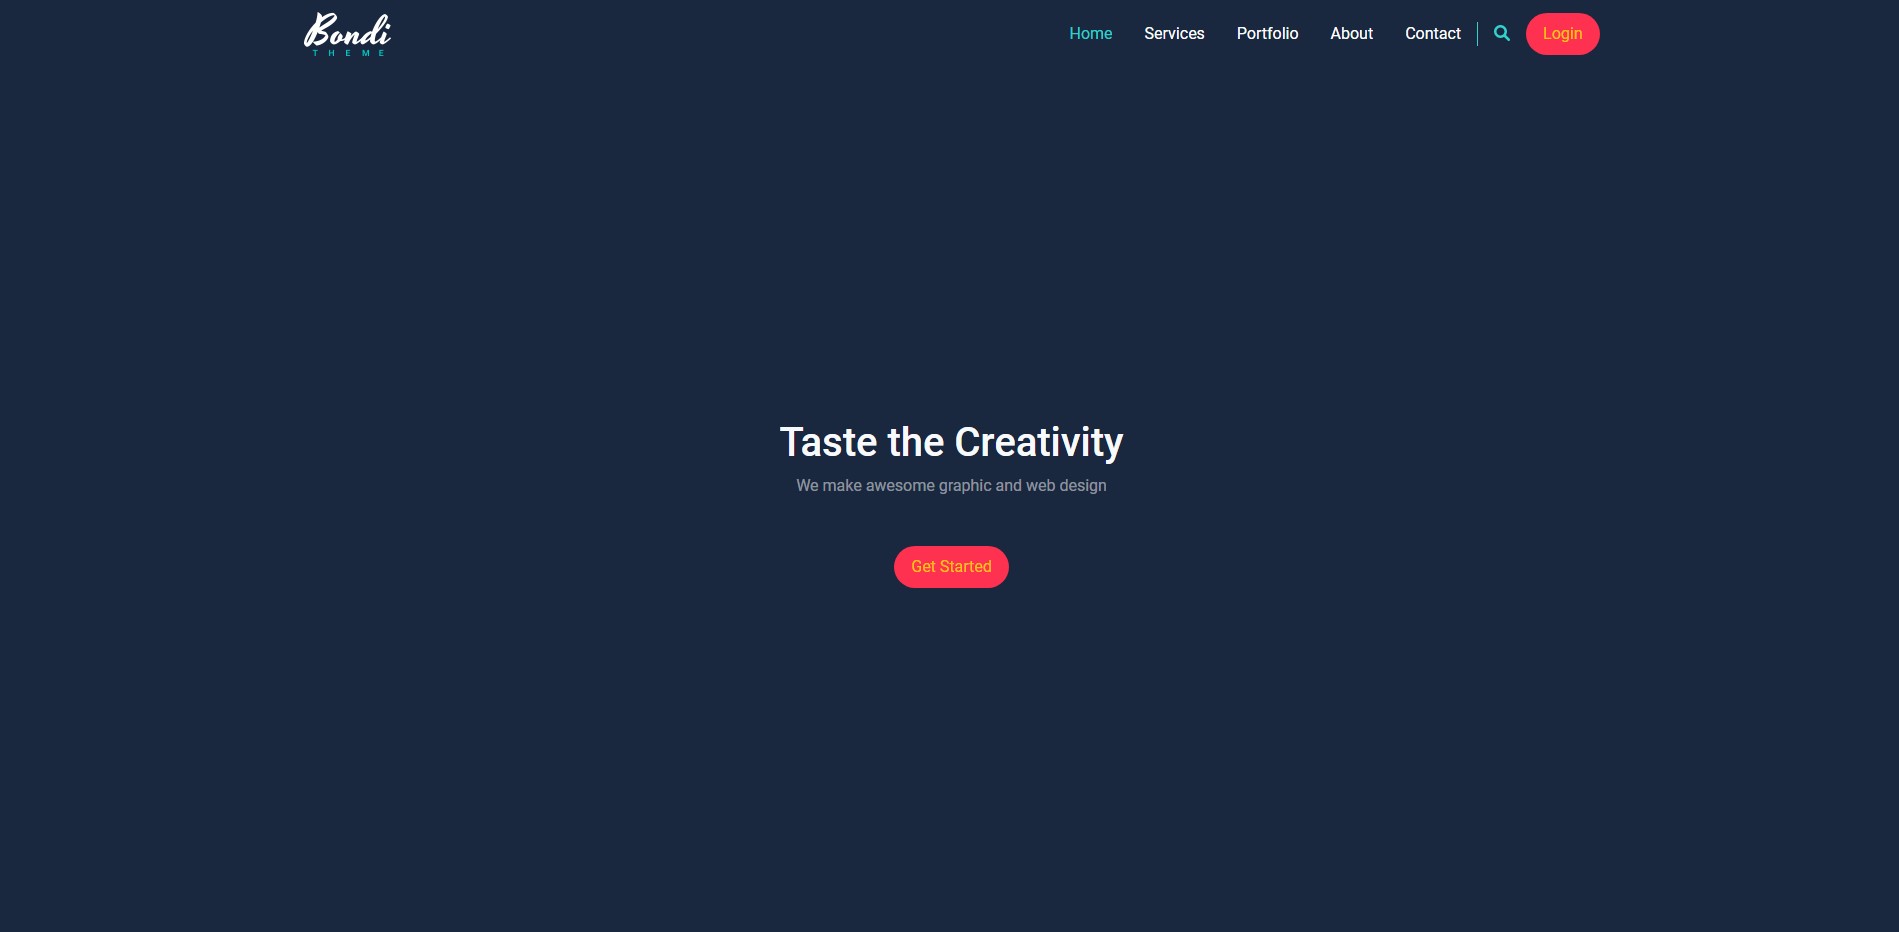 Bondi
THEME
Home Services Portfolio About Contact Login
Taste the Creativity
We make awesome graphic and web design
Get Started